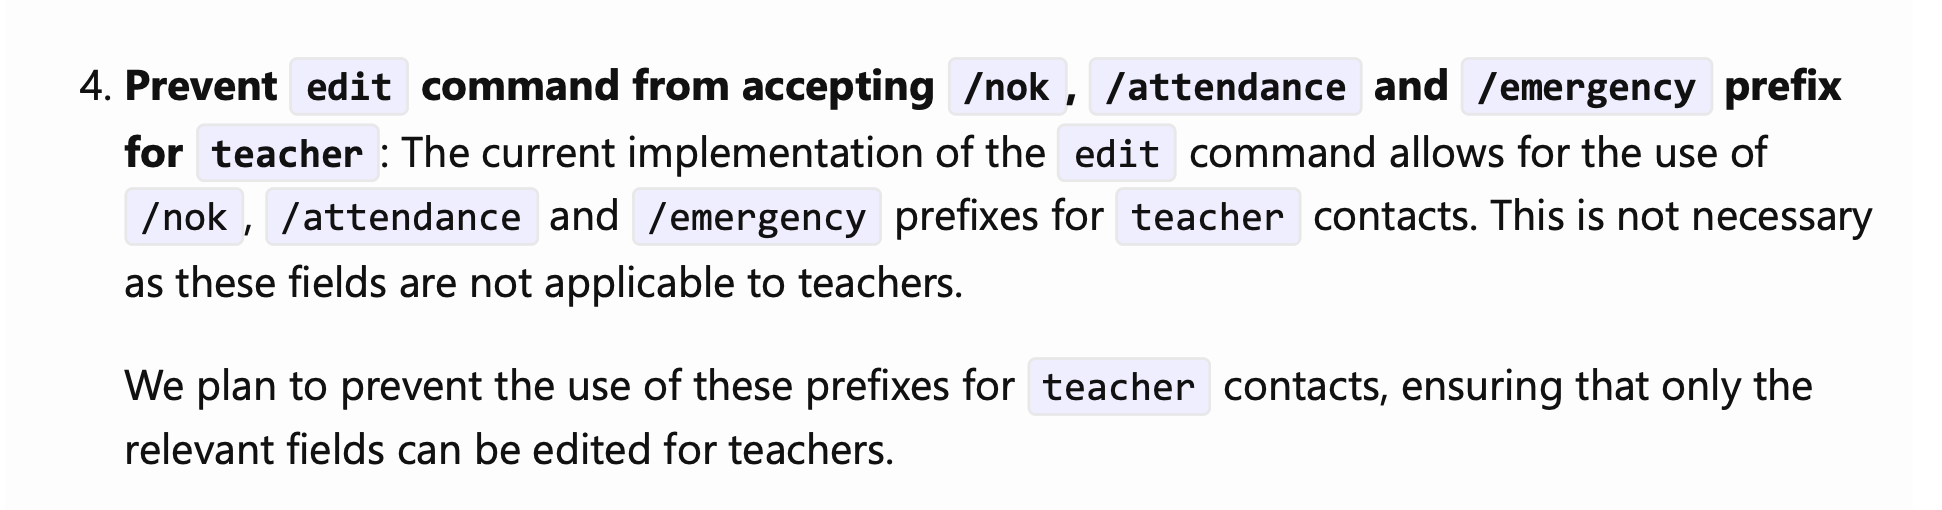 4. Prevent edit command from accepting /nok, /attendance and /emergency prefix
for teacher: The current implementation of the edit command allows for the use of
/nok, /attendance and /emergency prefixes for teacher contacts. This is not necessary
as these fields are not applicable to teachers.
We plan to prevent the use of these prefixes for teacher contacts, ensuring that only the
relevant fields can be edited for teachers.